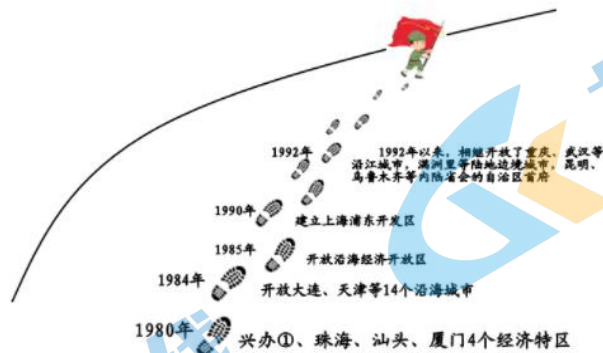 1992年
1992年以来，相继开放了重庆、武汉等
沿江城市，满洲里等陆地边境城市，昆明、
乌鲁木齐等内陆省会的自治区首府
1990年
建立上海浦东开发区
1985年
开放沿海经济开放区
1984年
开放大连、天津等14个沿海城市
1980年
兴办①、珠海、汕头、厦门4个经济特区